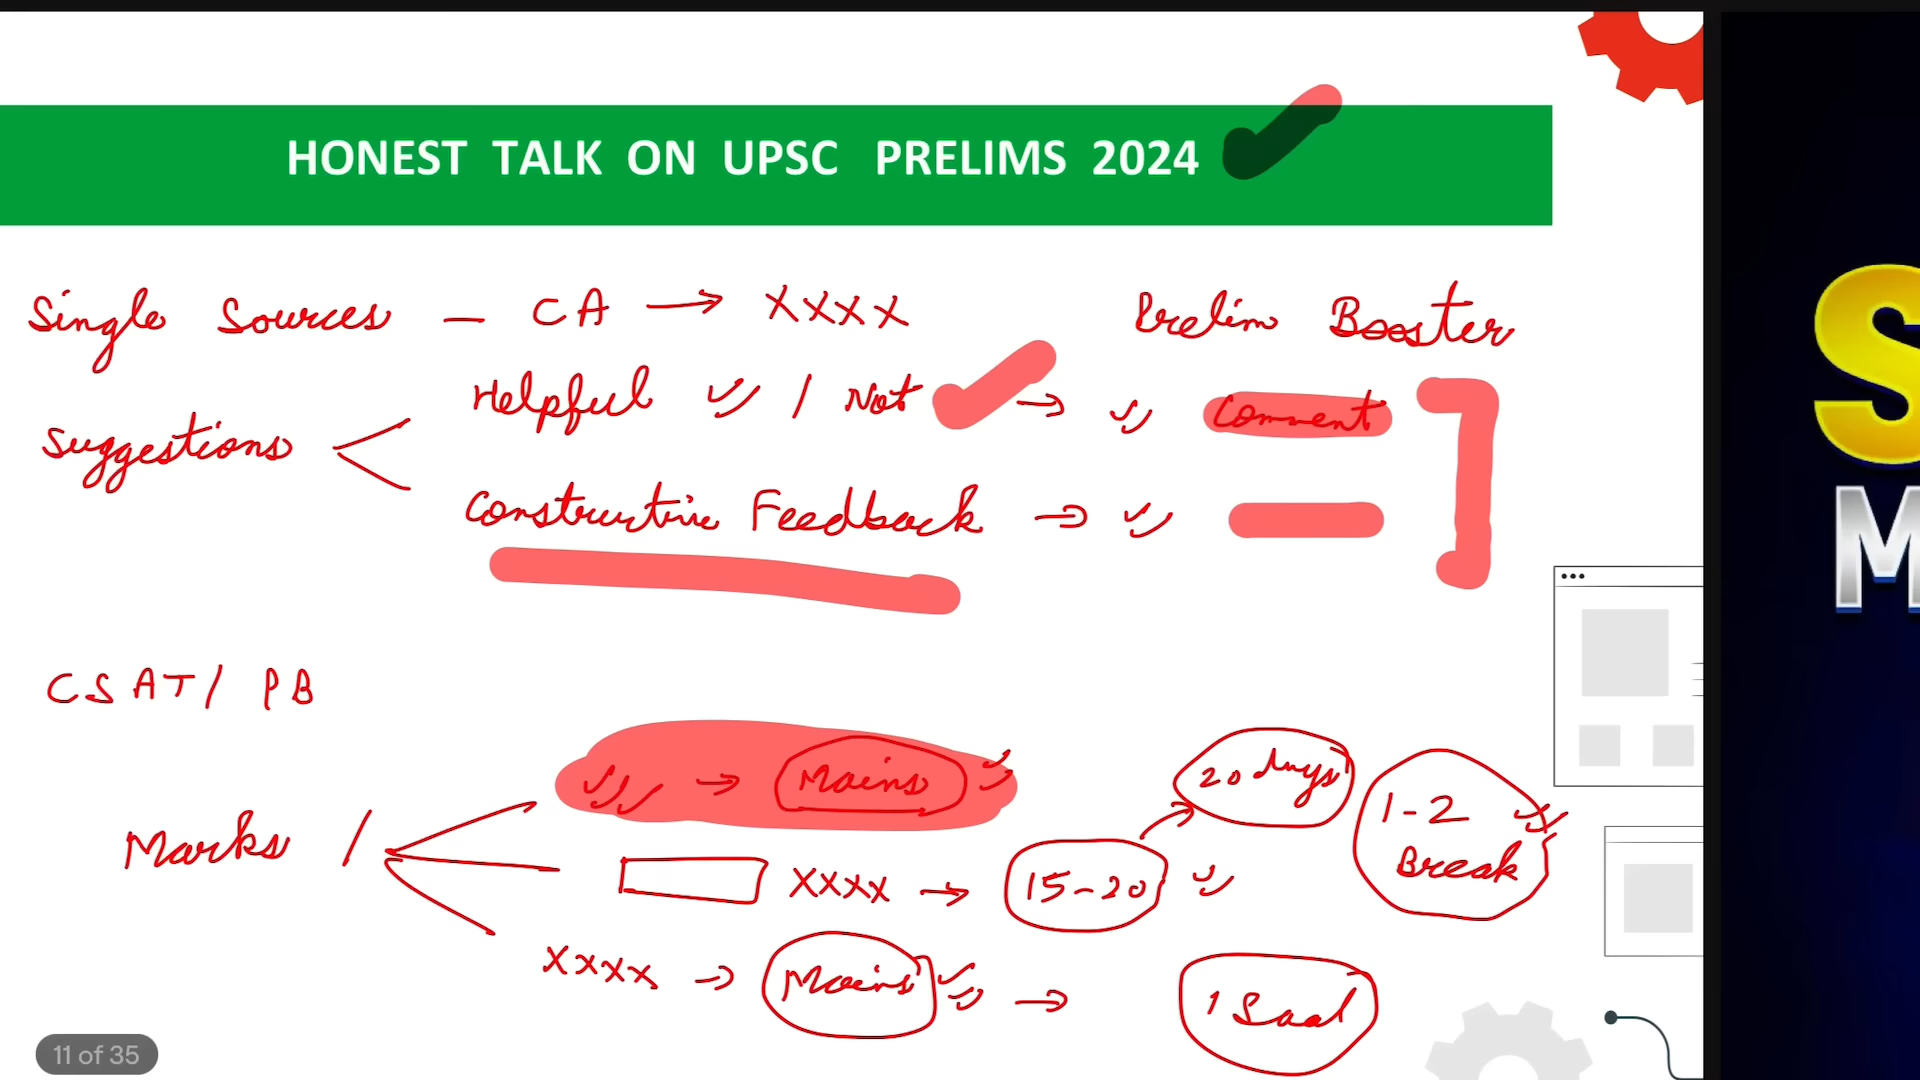 HONEST TALK ON UPSC PRELIMS 2024
Single Sources - CA → XXXX Prelim Booster
Helpful / Not → Comment
Suggestions
Constructive Feedback →
CSAT / PB
→ Mains 20 days
1-2 Break
Marks /
XXXX → 15-20
XXXX → Mains → 1 Saal
11 of 35
S
M